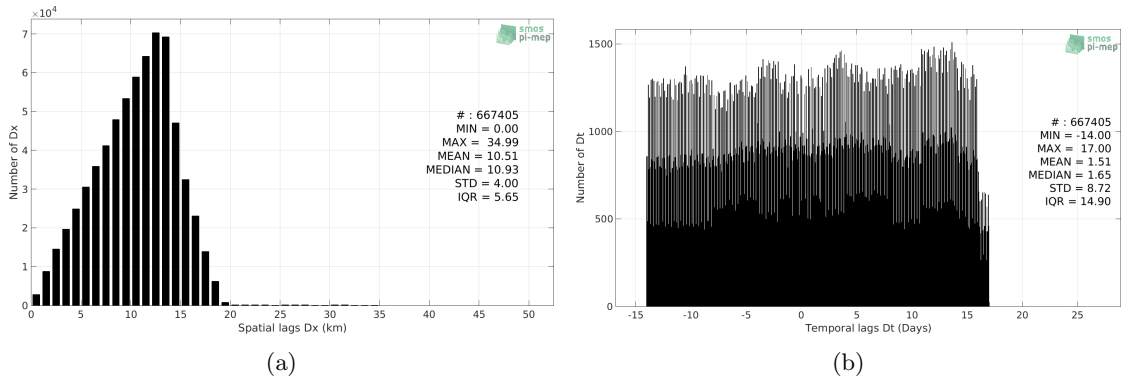 ×10⁴
7
6
5
4
3
2
1
0
Number of Dx
0 5 10 15 20 25 30 35 40 45 50
Spatial lags Dx (km)
smos
pi-mep
# : 667405
MIN = 0.00
MAX = 34.99
MEAN = 10.51
MEDIAN = 10.93
STD = 4.00
IQR = 5.65
(a)
1500
1000
500
0
Number of Dt
-15 -10 -5 0 5 10 15 20 25
Temporal lags Dt (Days)
smos
pi-mep
# : 667405
MIN = -14.00
MAX = 17.00
MEAN = 1.51
MEDIAN = 1.65
STD = 8.72
IQR = 14.90
(b)